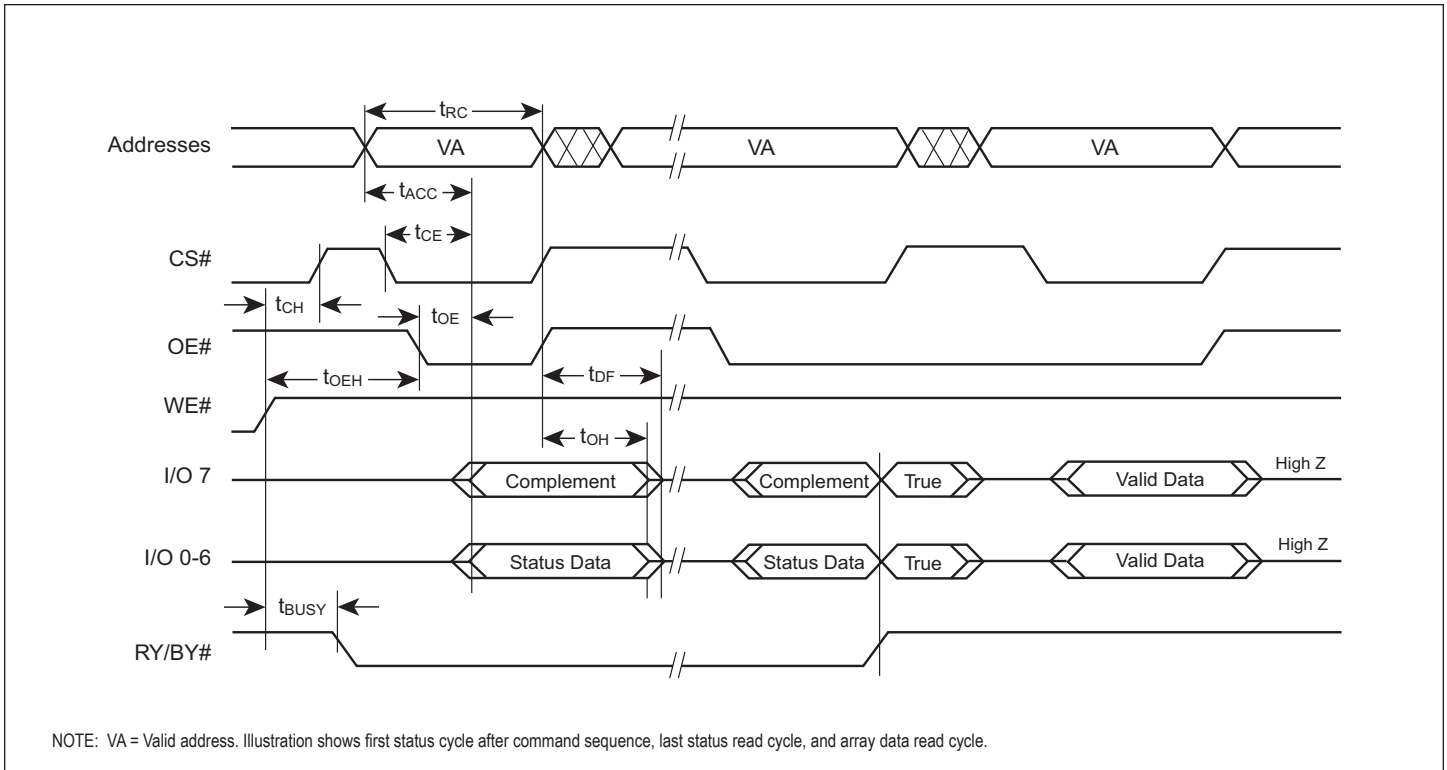 tRC
Addresses VA VA VA
tACC
tCE
CS#
tCH tOE
OE#
tOEH tDF
WE#
tOH
I/O 7 Complement Complement True Valid Data High Z
I/O 0-6 Status Data Status Data True Valid Data High Z
tBUSY
RY/BY#
NOTE: VA = Valid address. Illustration shows first status cycle after command sequence, last status read cycle, and array data read cycle.